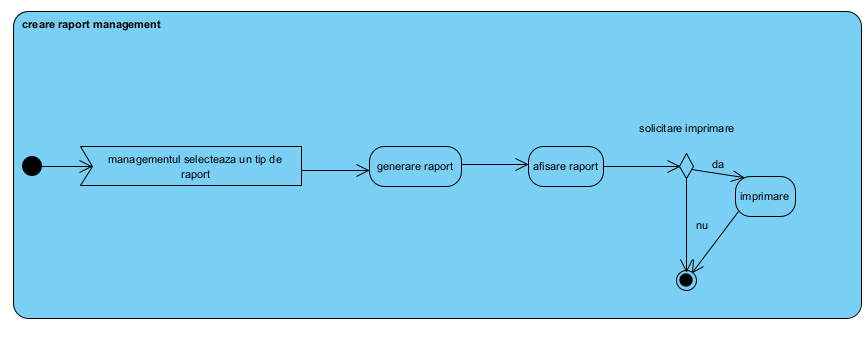 creare raport management
solicitare imprimare
managementul selecteaza un tip de
raport
generare raport
afisare raport
da
imprimare
nu